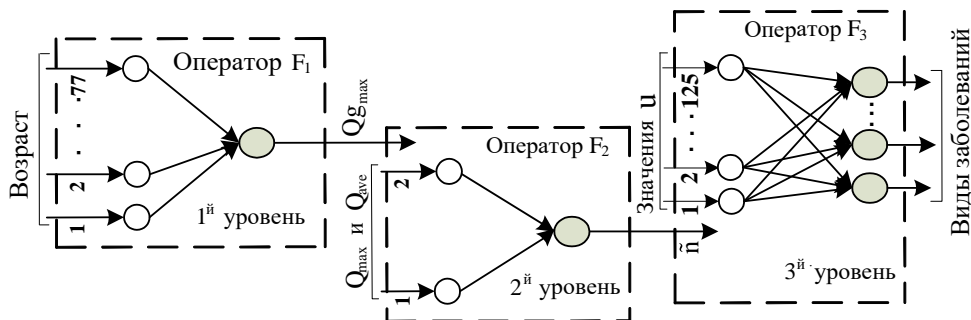 Возраст
1 2 . . .77
Оператор F₁
1й уровень
Qgmax
Qmax и Qave
1 2
Оператор F₂
2й уровень
ñ
Значения u
1 2 . . .125
Оператор F₃
3й уровень
Виды заболеваний